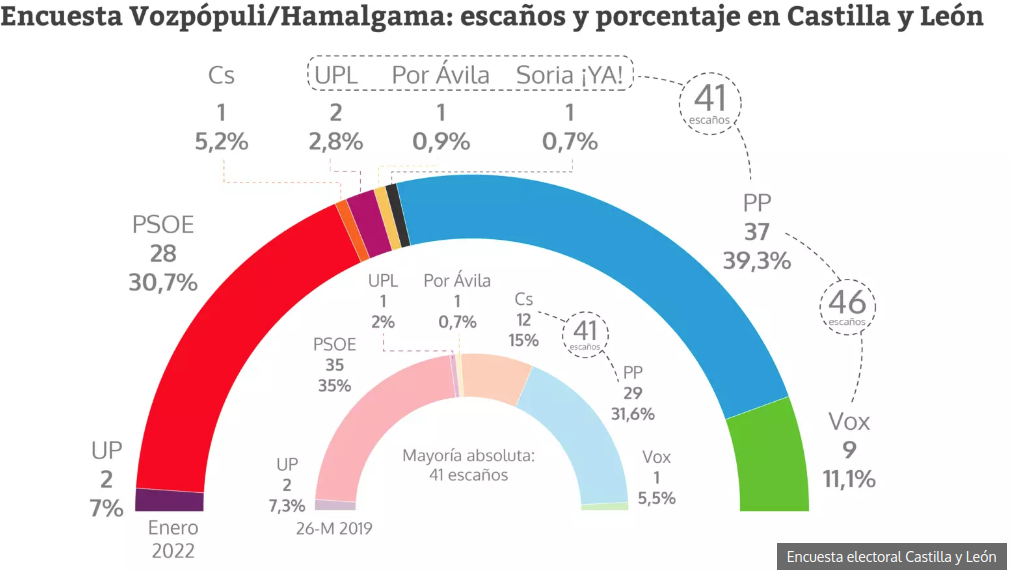 Encuesta Vozpópuli/Hamalgama: escaños y porcentaje en Castilla y León
Cs
1
5,2%
UPL
2
2,8%
Por Ávila
1
0,9%
Soria ¡YA!
1
0,7%
41
escaños
PSOE
28
30,7%
PP
37
39,3%
46
escaños
Vox
9
11,1%
UP
2
7%
Enero
2022
UPL
1
2%
Por Ávila
1
0,7%
Cs
12
15%
41
escaños
PSOE
35
35%
PP
29
31,6%
UP
2
7,3%
Vox
1
5,5%
Mayoría absoluta:
41 escaños
26-M 2019
Encuesta electoral Castilla y León